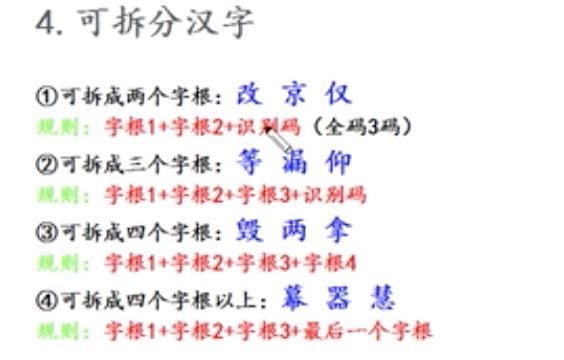 4. 可拆分汉字
①可拆成两个字根：改 京 仅
规则：字根1+字根2+识别码（全码3码）
②可拆成三个字根：等 漏 仰
规则：字根1+字根2+字根3+识别码
③可拆成四个字根：毁 两 拿
规则：字根1+字根2+字根3+字根4
④可拆成四个字根以上：幕 器 慧
规则：字根1+字根2+字根3+最后一个字根